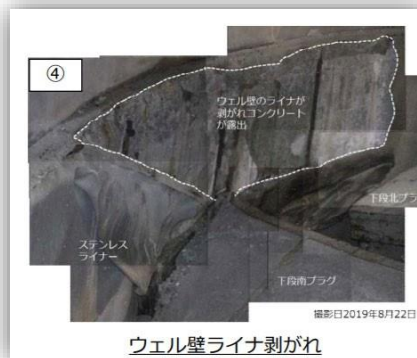 ④
ウェル壁のライナが
剥がれコンクリート
が露出
下段北プラ
ステンレス
ライナー
下段南プラグ
撮影日2019年8月22日
ウェル壁ライナ剥がれ